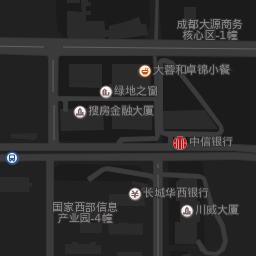 成都大源商务
核心区-1幢
大蓉和卓锦小餐
绿地之窗
搜房金融大厦
中信银行
长城华西银行
国家西部信息
产业园-4幢
川威大厦